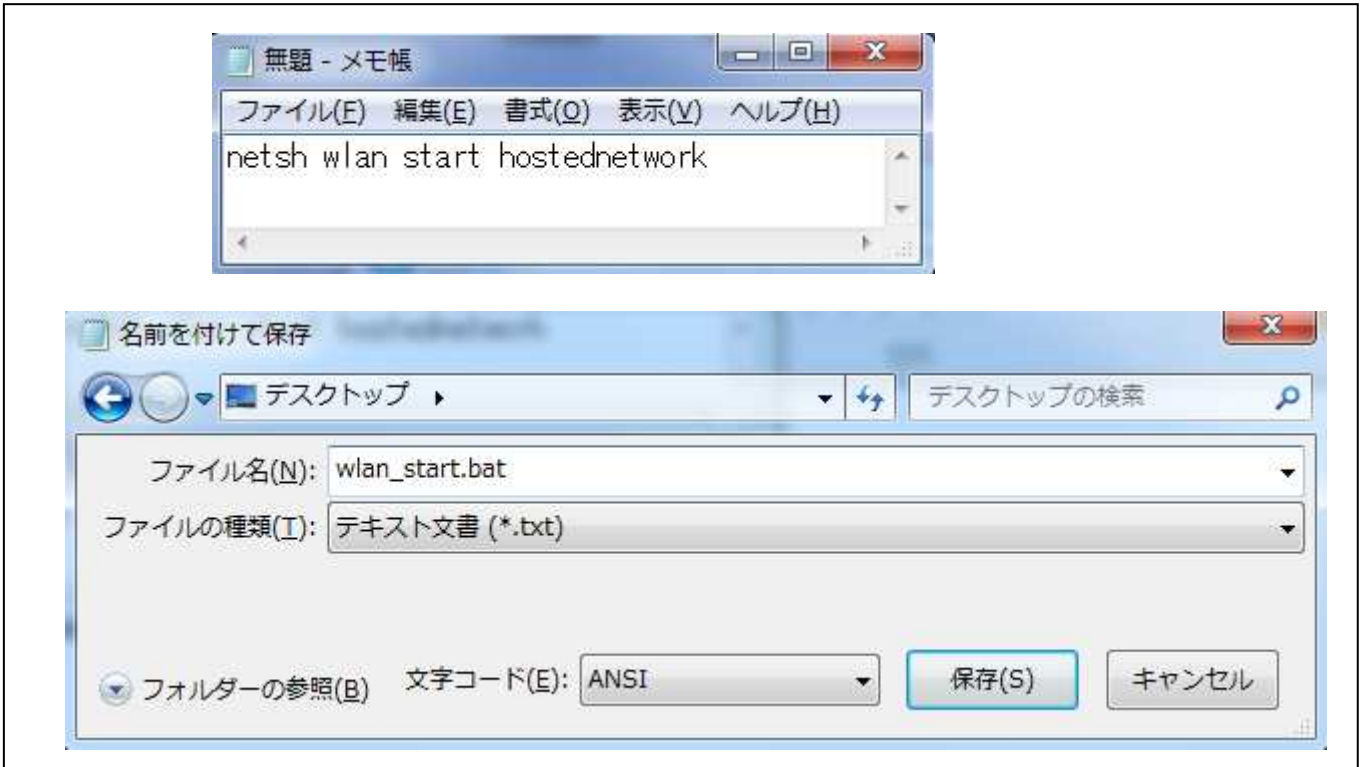 無題 - メモ帳
ファイル(F) 編集(E) 書式(O) 表示(V) ヘルプ(H)
netsh wlan start hostednetwork
名前を付けて保存
デスクトップ
デスクトップの検索
ファイル名(N): wlan_start.bat
ファイルの種類(T): テキスト文書 (*.txt)
フォルダーの参照(B) 文字コード(E): ANSI 保存(S) キャンセル